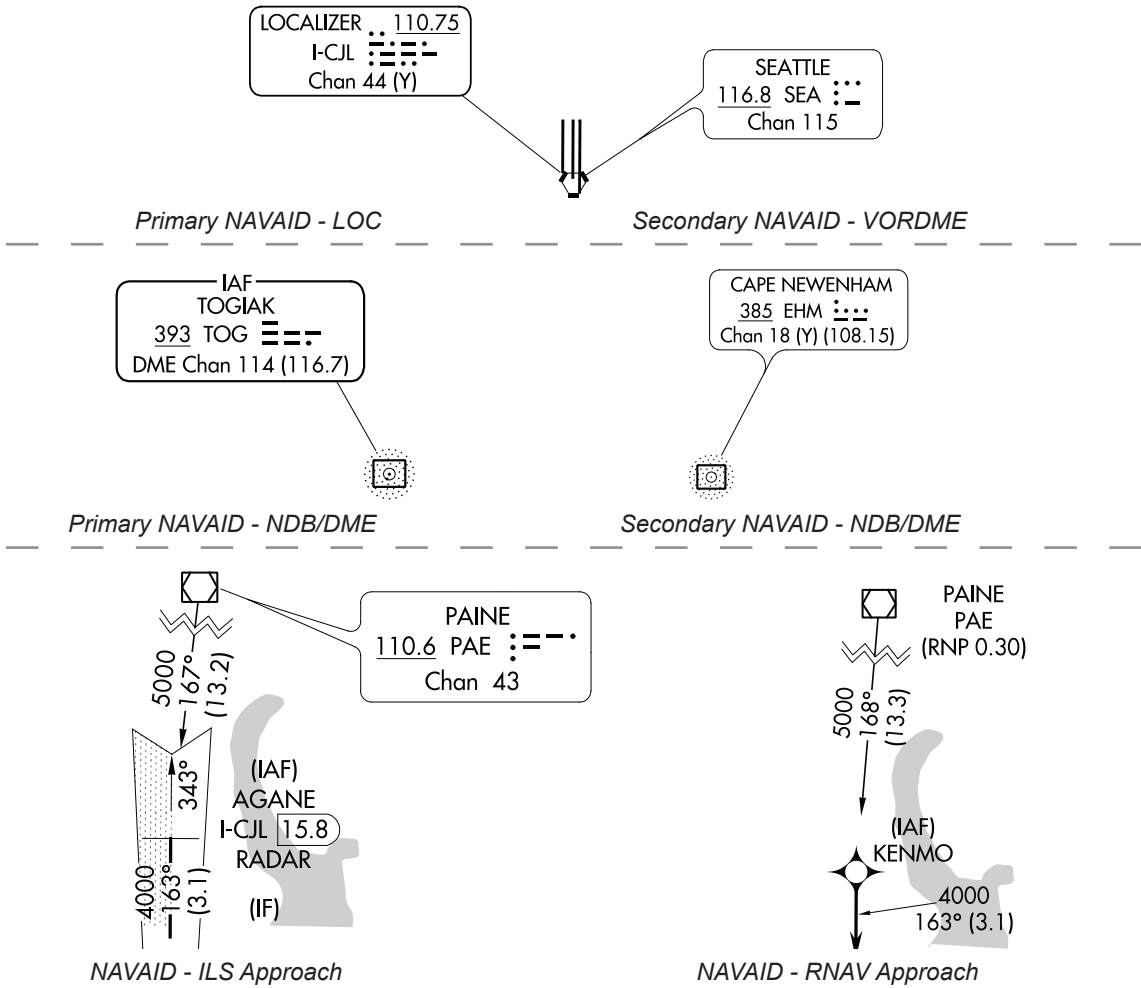 LOCALIZER 110.75
I-CJL
Chan 44 (Y)
SEATTLE
116.8 SEA
Chan 115
Primary NAVAID - LOC
Secondary NAVAID - VORDME
IAF
TOGIAK
393 TOG
DME Chan 114 (116.7)
CAPE NEWENHAM
385 EHM
Chan 18 (Y) (108.15)
Primary NAVAID - NDB/DME
Secondary NAVAID - NDB/DME
PAINE
110.6 PAE
Chan 43
5000
167°
(13.2)
343°
(IAF)
AGANE
I-CJL 15.8
RADAR
(IF)
4000
163°
(3.1)
NAVAID - ILS Approach
PAINE
PAE
(RNP 0.30)
5000
168°
(13.3)
(IAF)
KENMO
4000
163° (3.1)
NAVAID - RNAV Approach